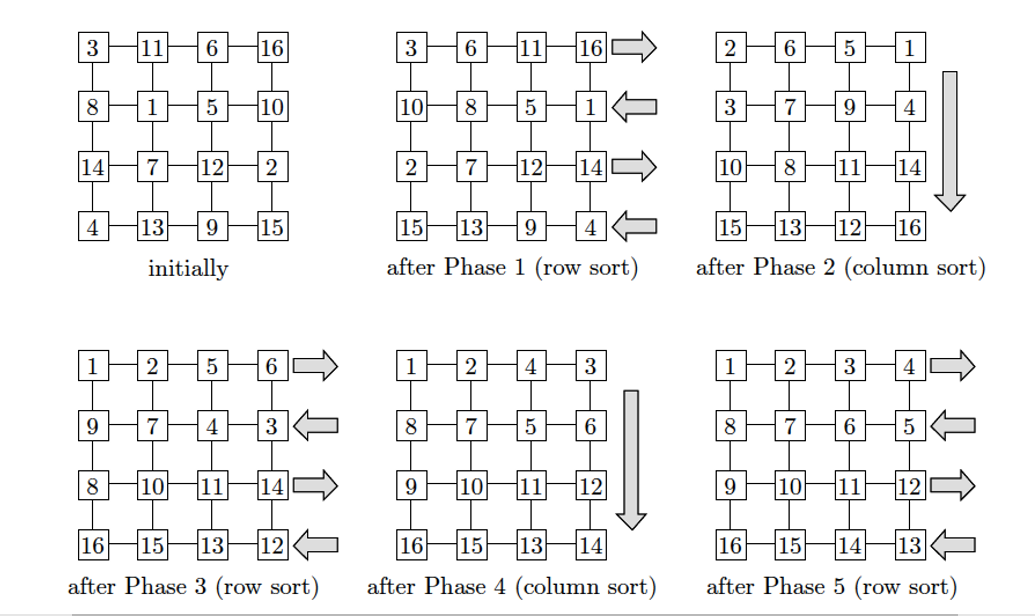 3 11 6 16 3 6 11 16 2 6 5 1
8 1 5 10 10 8 5 1 3 7 9 4
14 7 12 2 2 7 12 14 10 8 11 14
4 13 9 15 15 13 9 4 15 13 12 16
initially after Phase 1 (row sort) after Phase 2 (column sort)
1 2 5 6 1 2 4 3 1 2 3 4
9 7 4 3 8 7 5 6 8 7 6 5
8 10 11 14 9 10 11 12 9 10 11 12
16 15 13 12 16 15 13 14 16 15 14 13
after Phase 3 (row sort) after Phase 4 (column sort) after Phase 5 (row sort)